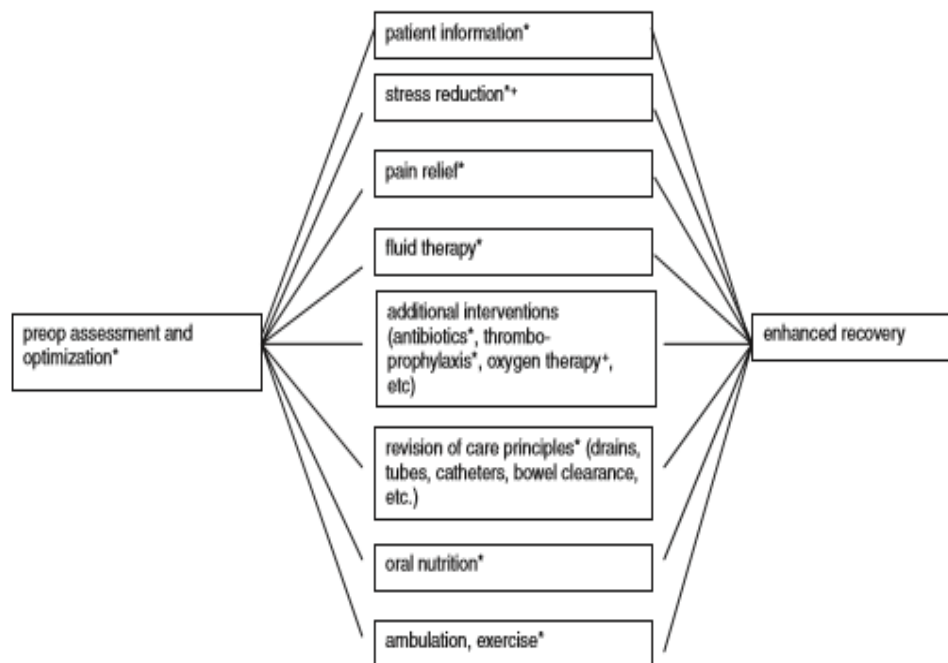 patient information*
stress reduction*+
pain relief*
fluid therapy*
preop assessment and
optimization*
additional interventions
(antibiotics*, thrombo-
prophylaxis*, oxygen therapy+,
etc)
enhanced recovery
revision of care principles* (drains,
tubes, catheters, bowel clearance,
etc.)
oral nutrition*
ambulation, exercise*